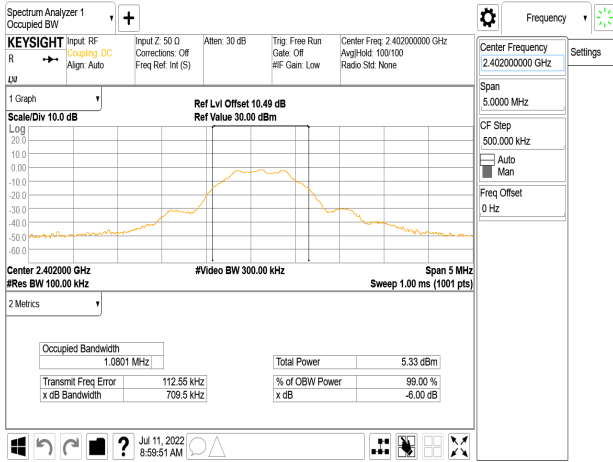 Spectrum Analyzer 1
Occupied BW
Frequency
KEYSIGHT
R
LXI
Input: RF
Coupling: DC
Align: Auto
Input Z: 50 Ω
Corrections: Off
Freq Ref: Int (S)
Atten: 30 dB
Trig: Free Run
Gate: Off
#IF Gain: Low
Center Freq: 2.402000000 GHz
Avg|Hold: 100/100
Radio Std: None
Center Frequency
2.402000000 GHz
Settings
Span
5.0000 MHz
CF Step
500.000 kHz
Auto
Man
Freq Offset
0 Hz
1 Graph
Scale/Div 10.0 dB
Ref Lvl Offset 10.49 dB
Ref Value 30.00 dBm
Log
20.0
10.0
0.00
-10.0
-20.0
-30.0
-40.0
-50.0
-60.0
Center 2.402000 GHz
#Res BW 100.00 kHz
#Video BW 300.00 kHz
Span 5 MHz
Sweep 1.00 ms (1001 pts)
2 Metrics
Occupied Bandwidth
1.0801 MHz
Total Power 5.33 dBm
Transmit Freq Error 112.55 kHz
% of OBW Power 99.00 %
x dB Bandwidth 709.5 kHz
x dB -6.00 dB
?
Jul 11, 2022
8:59:51 AM